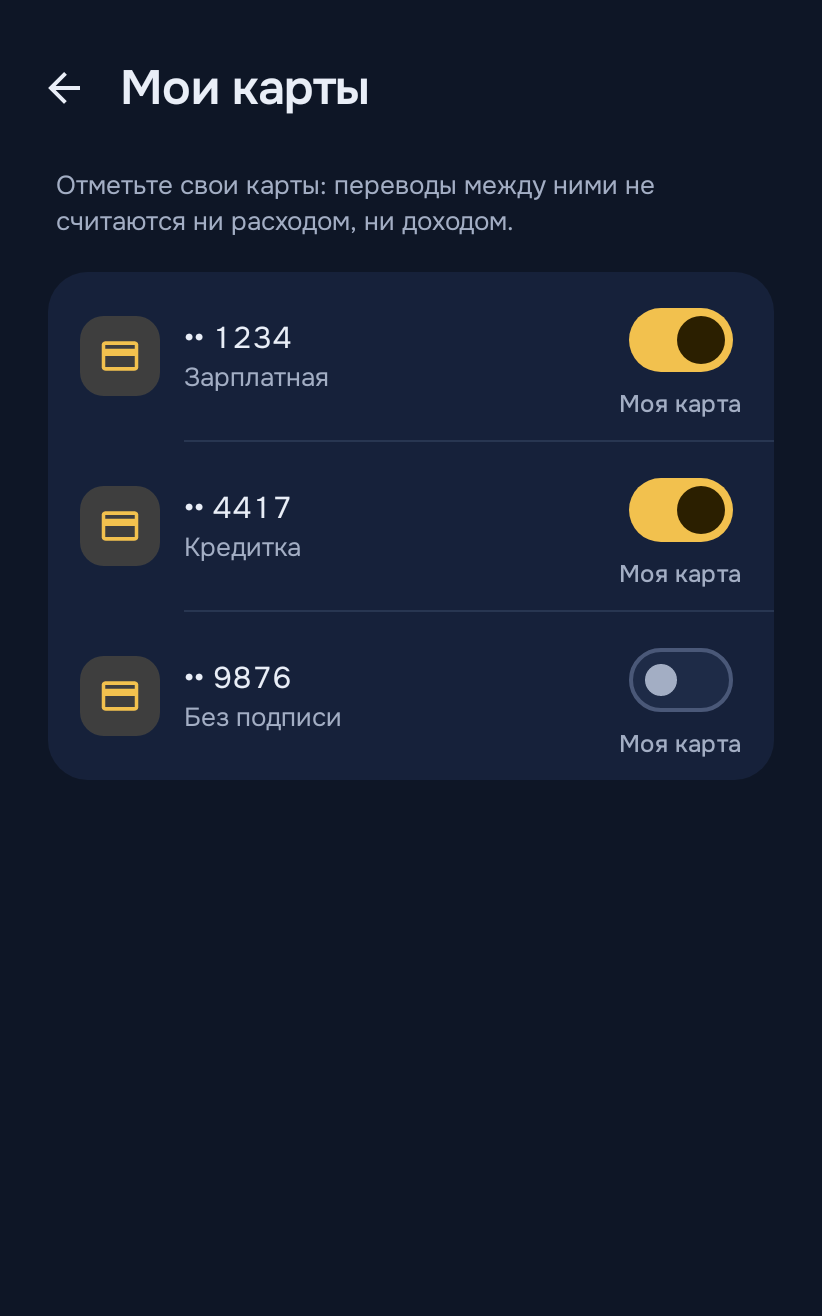 Мои карты
Отметьте свои карты: переводы между ними не
считаются ни расходом, ни доходом.
•• 1234
Зарплатная
Моя карта
•• 4417
Кредитка
Моя карта
•• 9876
Без подписи
Моя карта